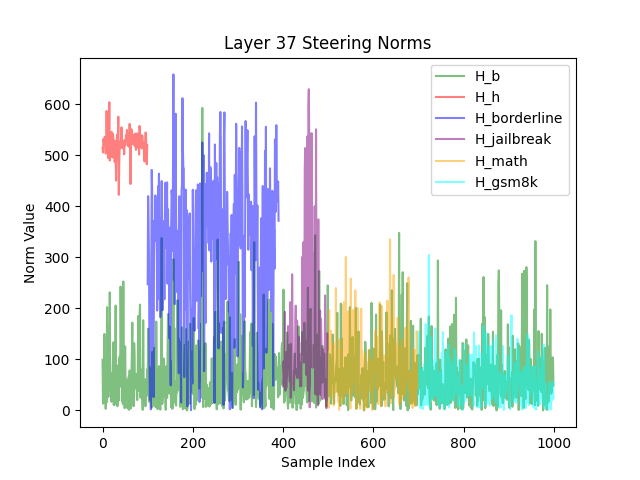 Layer 37 Steering Norms
H_b
H_h
H_borderline
H_jailbreak
H_math
H_gsm8k
Norm Value
600
500
400
300
200
100
0
0 200 400 600 800 1000
Sample Index